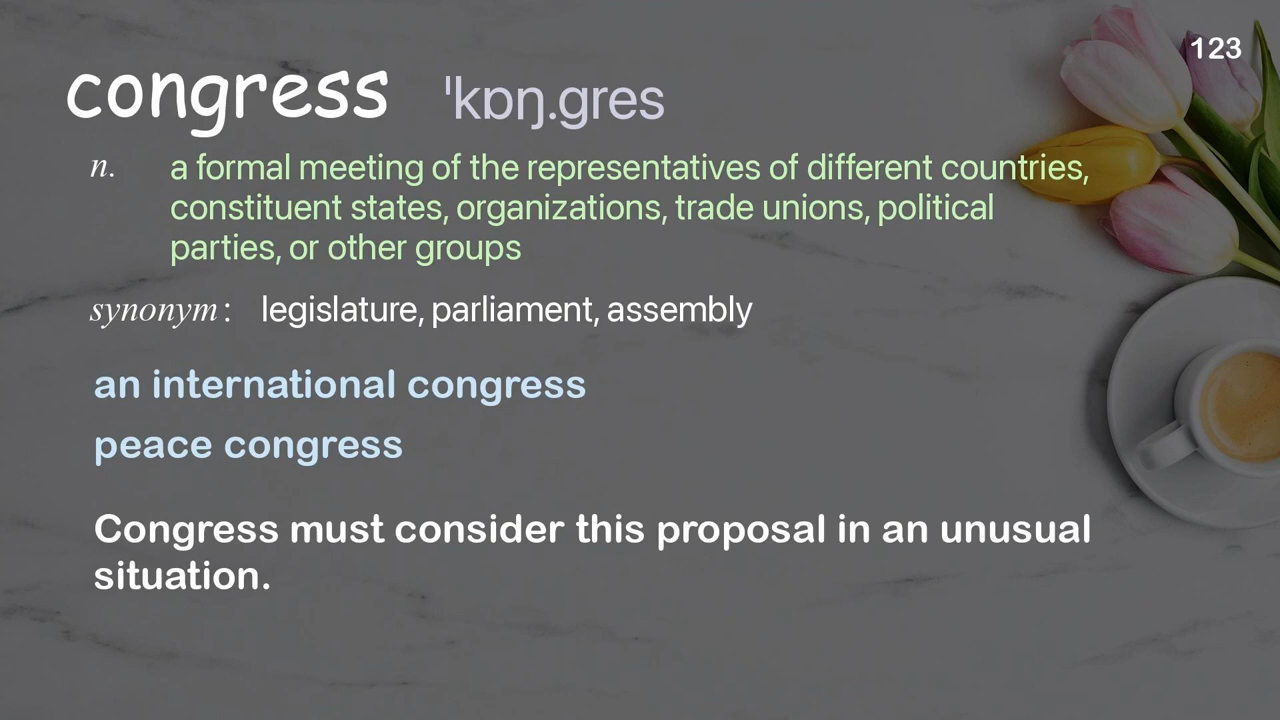 123
congress ˈkɒŋ.ɡres
n. a formal meeting of the representatives of different countries,
constituent states, organizations, trade unions, political
parties, or other groups
synonym: legislature, parliament, assembly
an international congress
peace congress
Congress must consider this proposal in an unusual
situation.